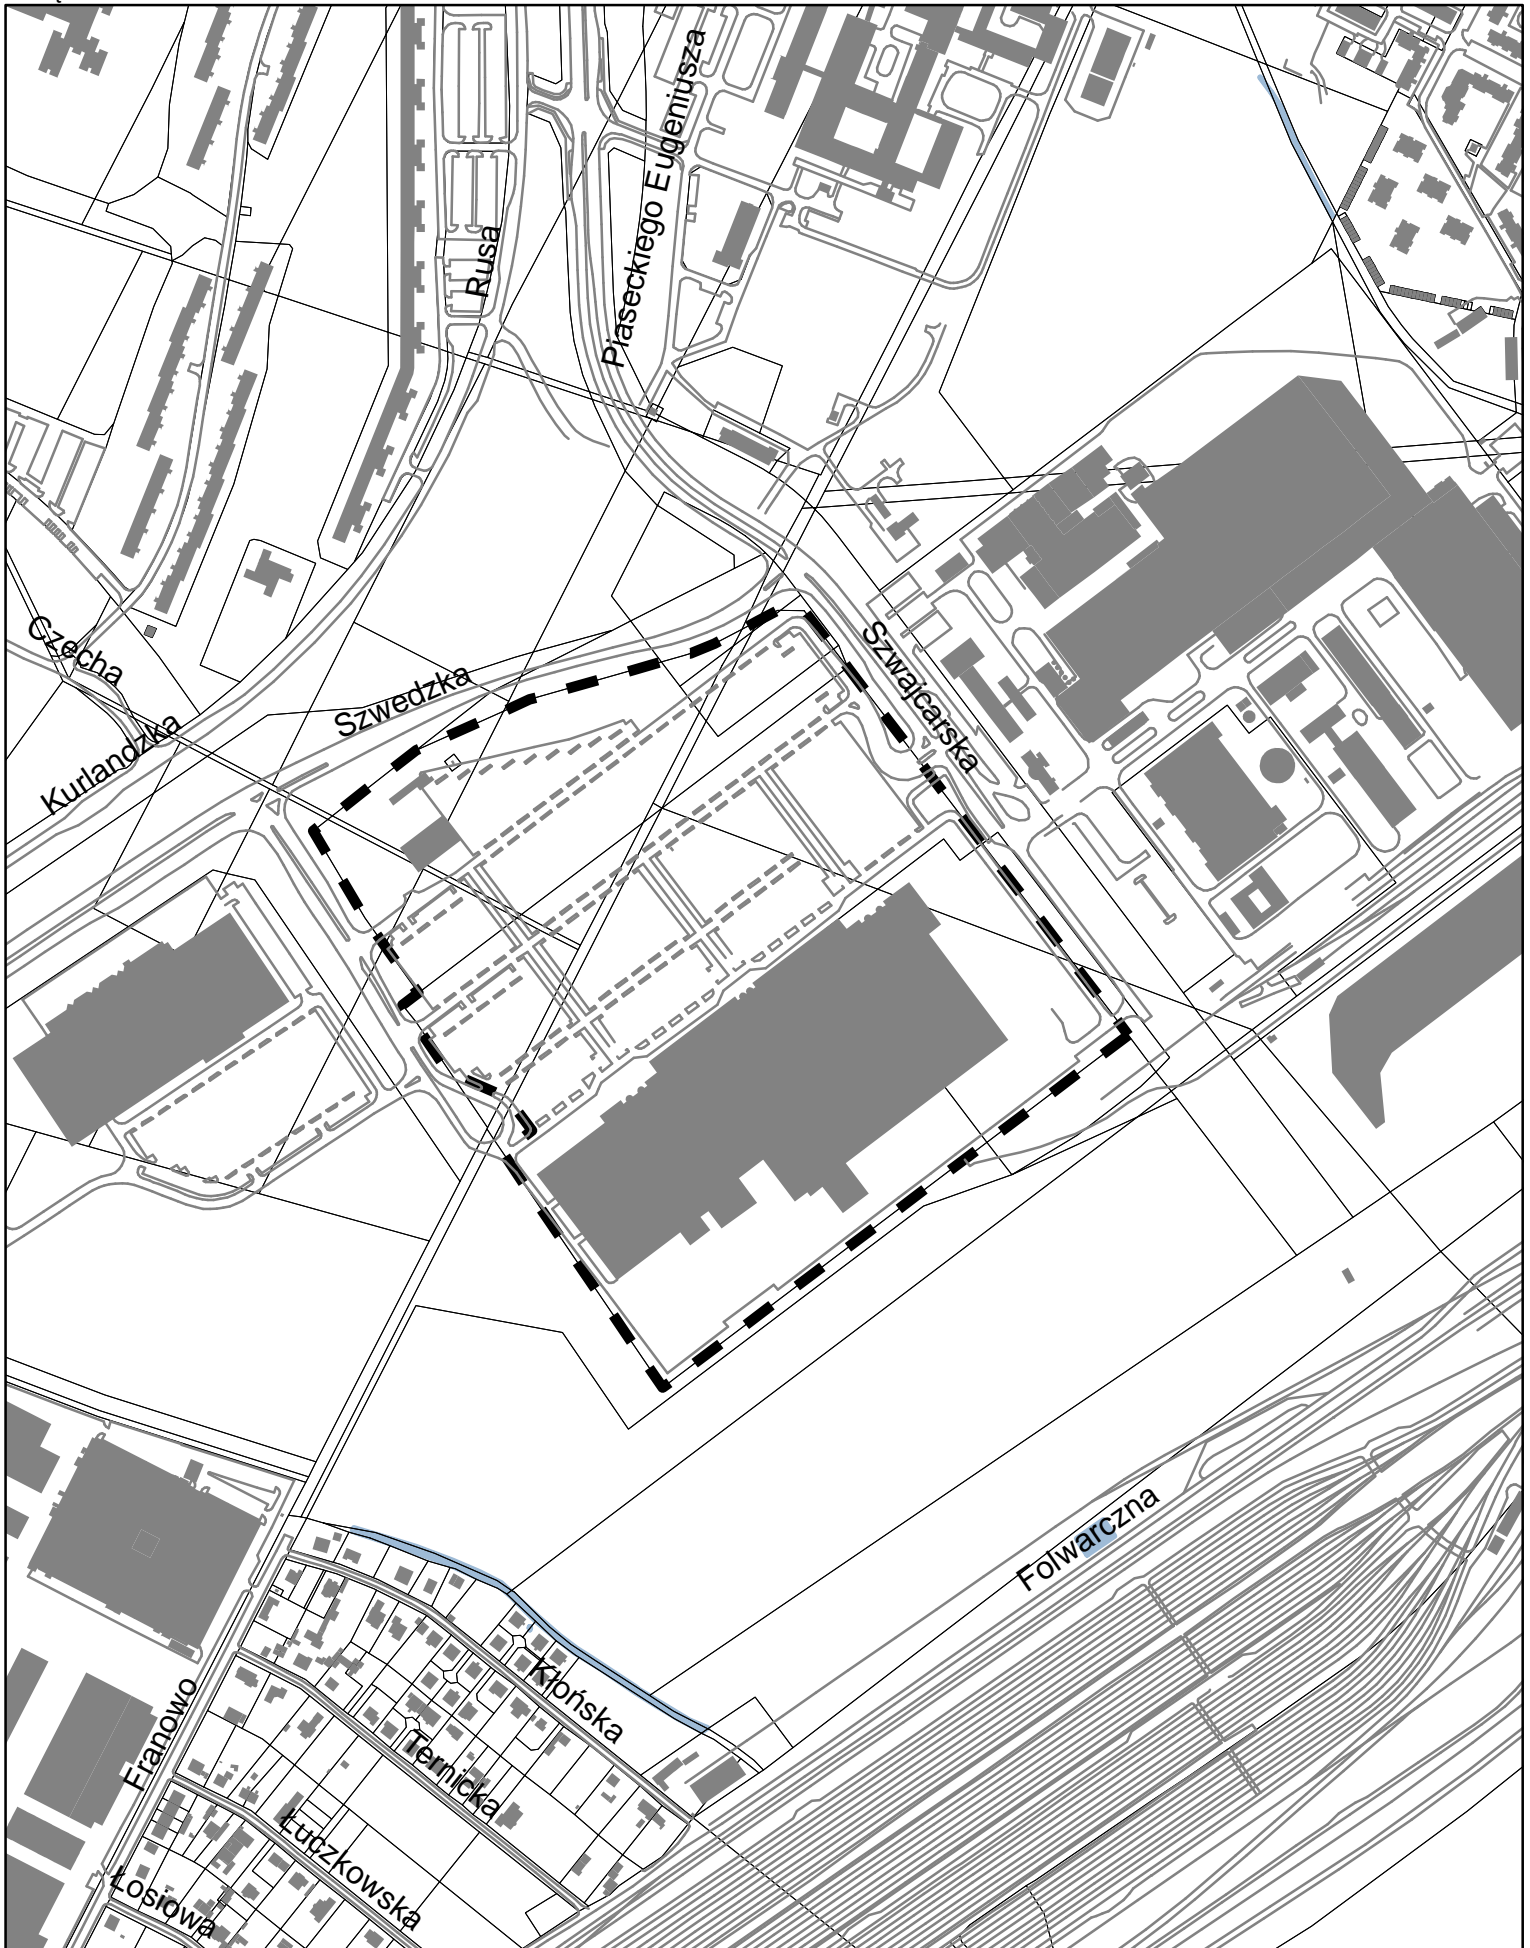 Piaseckiego Eugeniusza
Rusa
Czecha
Szwedzka
Szwajcarska
Kurlandzka
Folwarczna
Kłońska
Franowo
Ternicka
Łuczkowska
Łosiowa